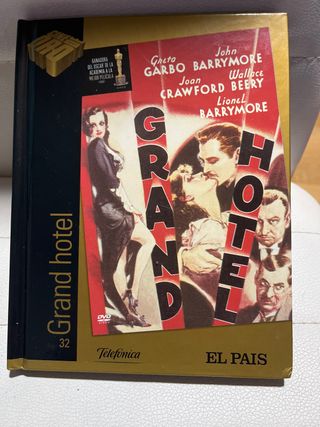 GANADORA
DEL OSCAR DE LA
ACADEMIA A LA
MEJOR PELÍCULA
Greta GARBO
John BARRYMORE
Joan CRAWFORD
Wallace BEERY
Lionel BARRYMORE
GRAND
HOTEL
DVD
VIDEO
32 Grand hotel
Telefónica
EL PAIS